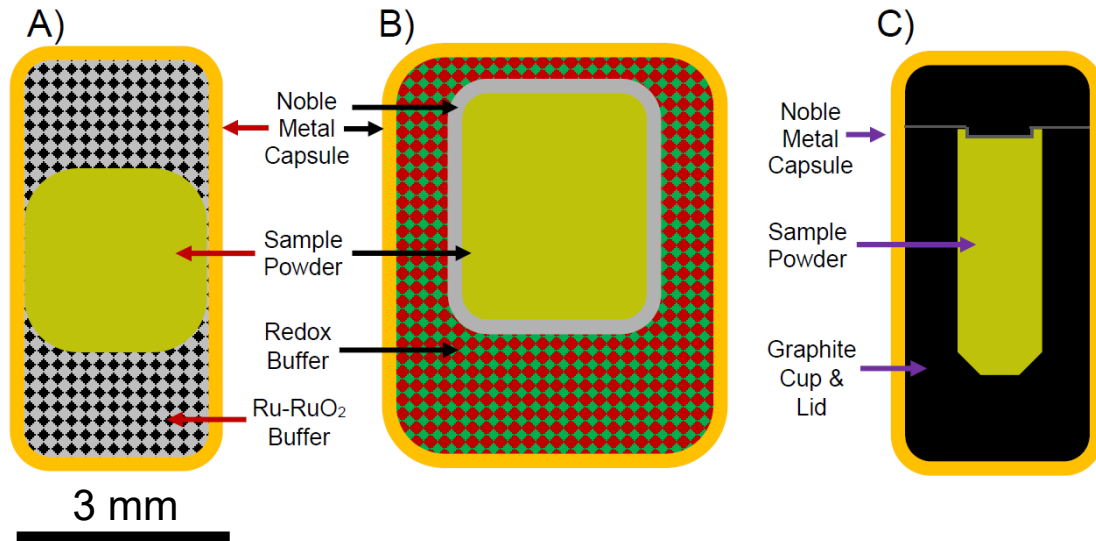 A)
B)
C)
Noble
Metal
Capsule
Sample
Powder
Redox
Buffer
Ru-RuO₂
Buffer
Noble
Metal
Capsule
Sample
Powder
Graphite
Cup &
Lid
3 mm